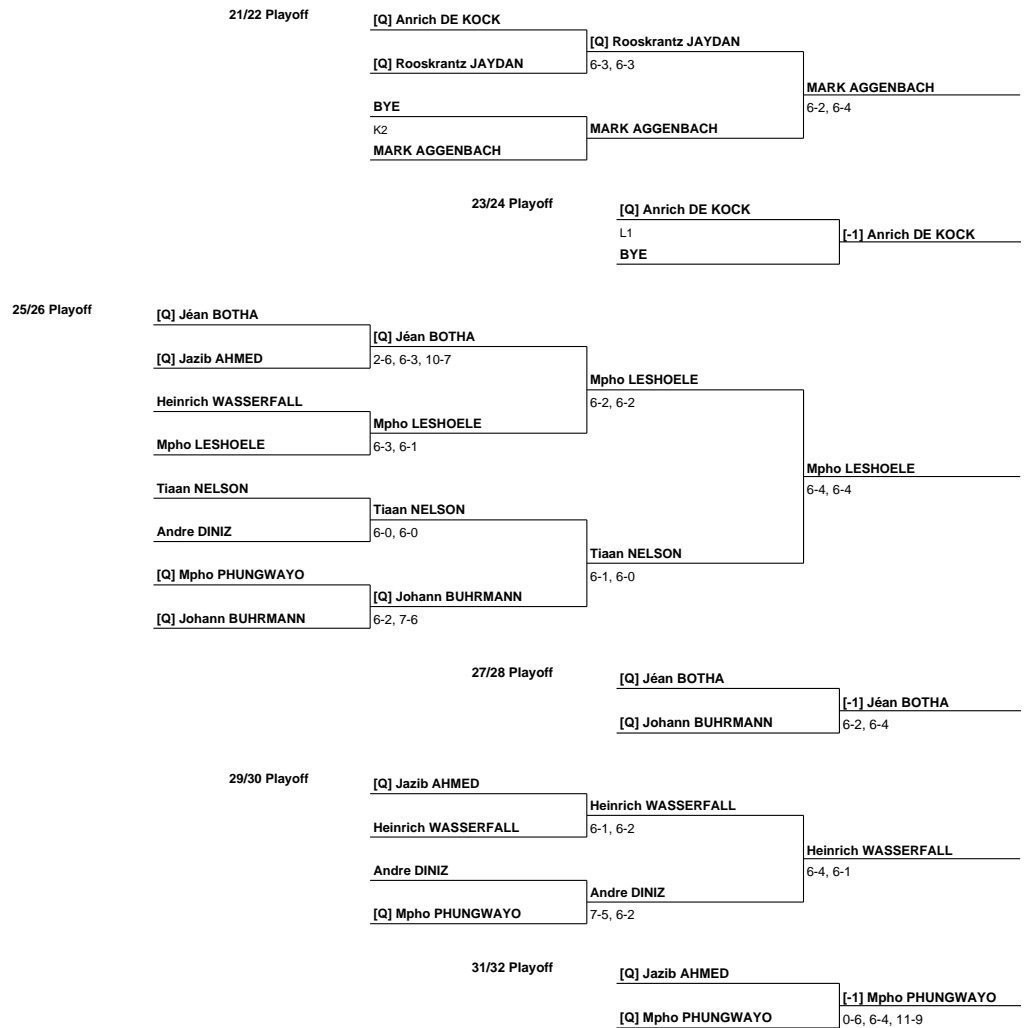 21/22 Playoff
[Q] Anrich DE KOCK
[Q] Rooskrantz JAYDAN
[Q] Rooskrantz JAYDAN
6-3, 6-3
MARK AGGENBACH
6-2, 6-4
BYE
K2
MARK AGGENBACH
MARK AGGENBACH
23/24 Playoff
[Q] Anrich DE KOCK
L1
[-1] Anrich DE KOCK
BYE
25/26 Playoff
[Q] Jéan BOTHA
[Q] Jéan BOTHA
[Q] Jazib AHMED
2-6, 6-3, 10-7
Mpho LESHOELE
6-2, 6-2
Heinrich WASSERFALL
Mpho LESHOELE
Mpho LESHOELE
6-3, 6-1
Mpho LESHOELE
6-4, 6-4
Tiaan NELSON
Tiaan NELSON
Andre DINIZ
6-0, 6-0
Tiaan NELSON
6-1, 6-0
[Q] Mpho PHUNGWAYO
[Q] Johann BUHRMANN
[Q] Johann BUHRMANN
6-2, 7-6
27/28 Playoff
[Q] Jéan BOTHA
[-1] Jéan BOTHA
[Q] Johann BUHRMANN
6-2, 6-4
29/30 Playoff
[Q] Jazib AHMED
Heinrich WASSERFALL
Heinrich WASSERFALL
6-1, 6-2
Heinrich WASSERFALL
6-4, 6-1
Andre DINIZ
Andre DINIZ
[Q] Mpho PHUNGWAYO
7-5, 6-2
31/32 Playoff
[Q] Jazib AHMED
[-1] Mpho PHUNGWAYO
[Q] Mpho PHUNGWAYO
0-6, 6-4, 11-9